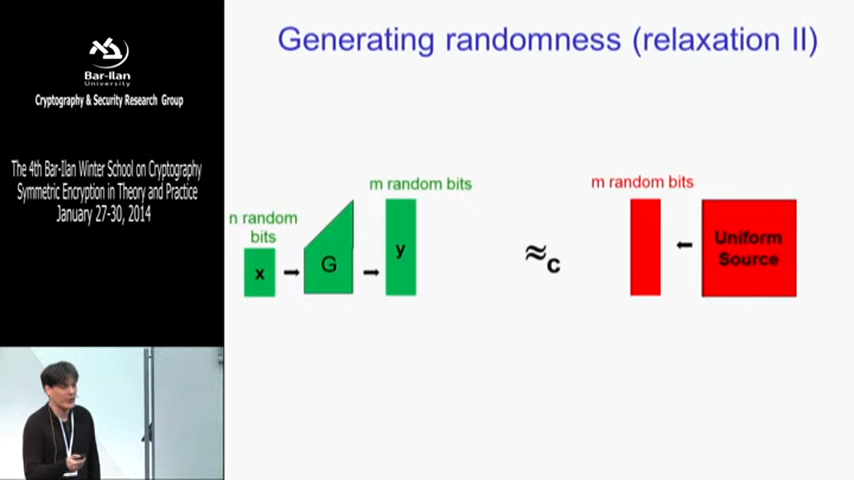 Bar-Ilan
University
Cryptography & Security Research Group
The 4th Bar-Ilan Winter School on Cryptography
Symmetric Encryption in Theory and Practice
January 27-30, 2014
Generating randomness (relaxation II)
n random
bits
x
G
m random bits
y
≈c
m random bits
Uniform
Source